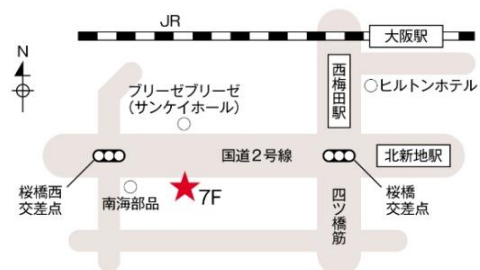 JR
大阪駅
N
西梅田駅
ヒルトンホテル
ブリーゼブリーゼ
(サンケイホール)
国道2号線
北新地駅
桜橋西
交差点
南海部品
7F
四ツ橋筋
桜橋
交差点